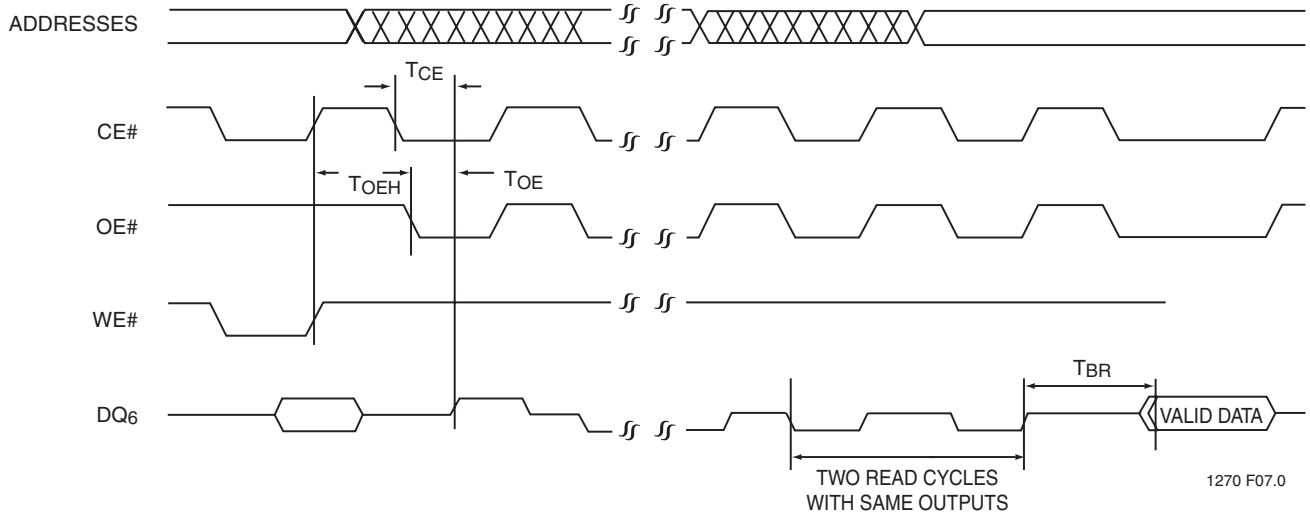 ADDRESSES
TCE
CE#
TOEH
TOE
OE#
WE#
TBR
DQ6
VALID DATA
TWO READ CYCLES
WITH SAME OUTPUTS
1270 F07.0